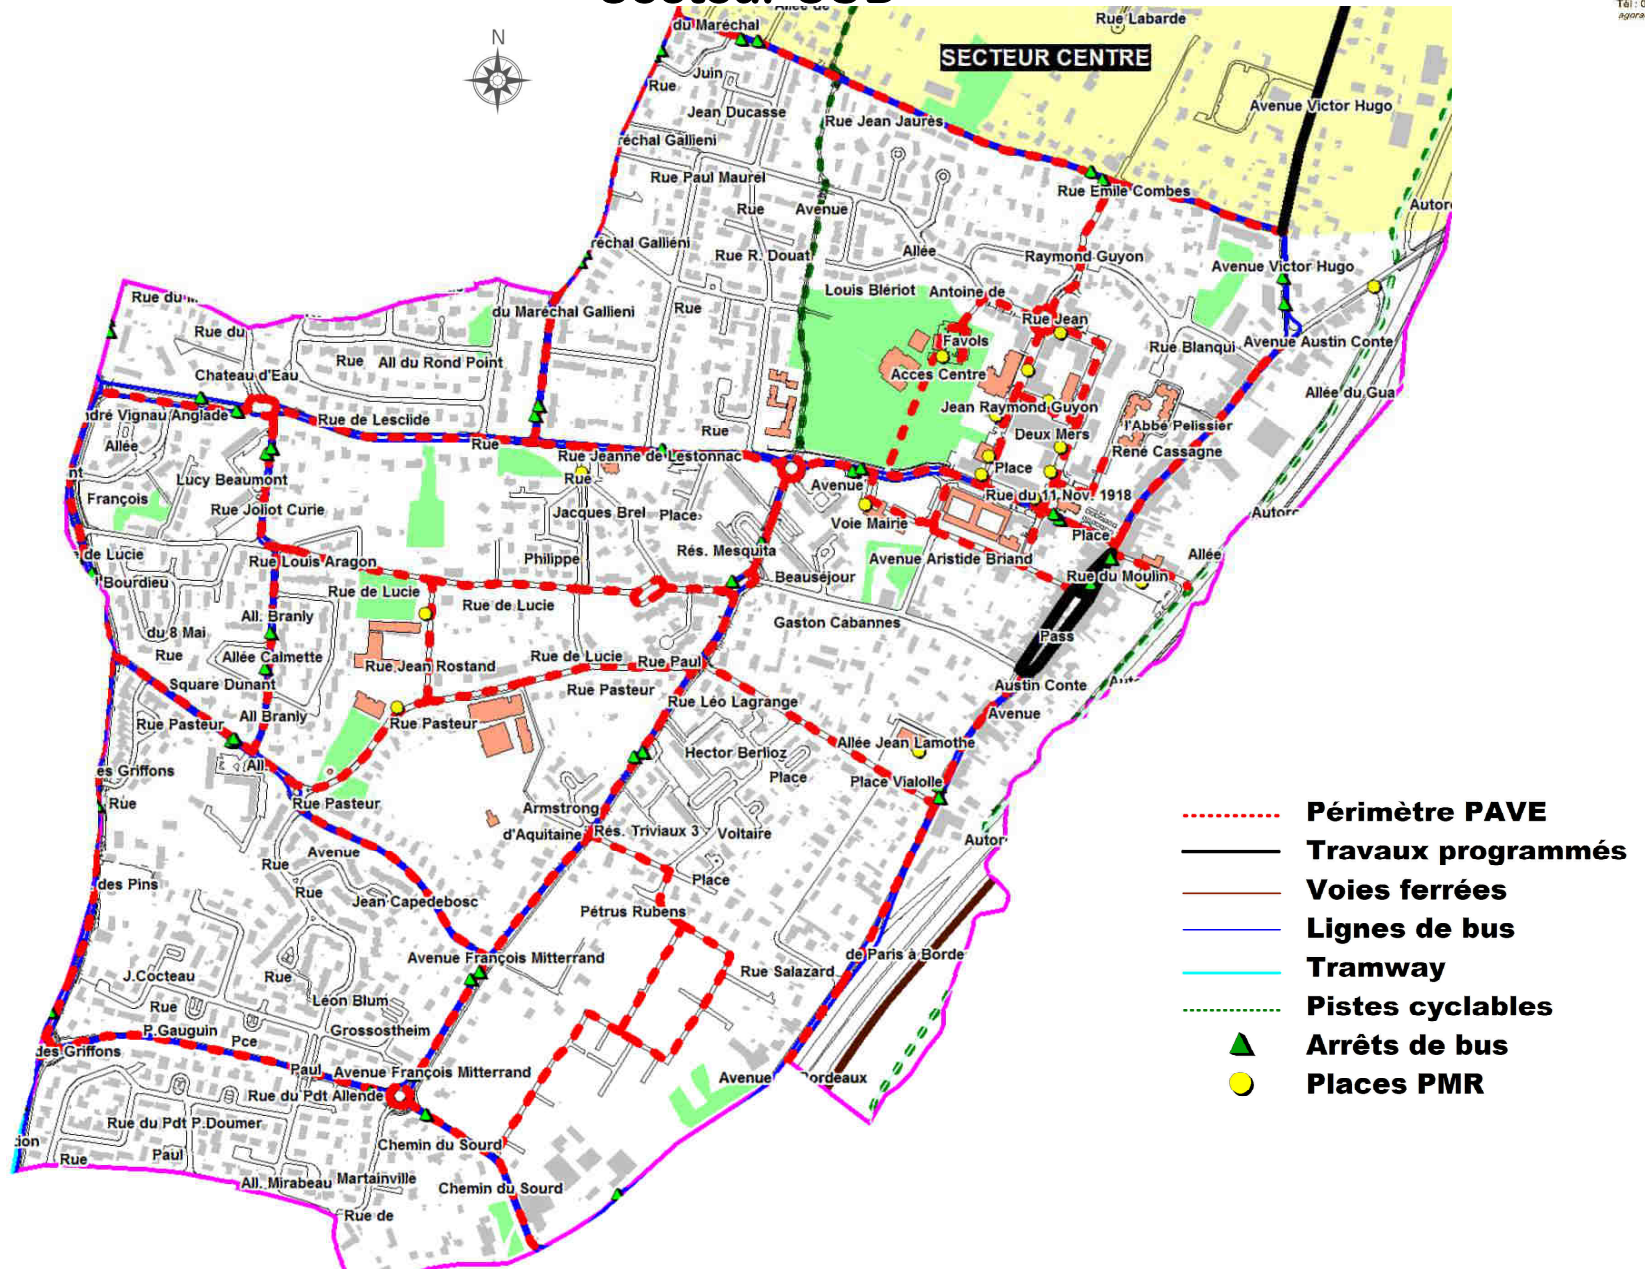 Tél : 0
du Maréchal
Rue Labarde
SECTEUR CENTRE
Juin
Rue
Jean Ducasse
Avenue Victor Hugo
Rue Jean Jaurès
réchal Gallieni
Rue Paul Maurel
Rue Emile Combes
Rue
Avenue
réchal Galliéni
Rue R. Douat
Allée
Raymond Guyon
Avenue Victor Hugo
Rue du
Louis Blériot
Antoine de
du Maréchal Gallieni
Rue
Rue Jean
Rue du
Favols
Rue
All du Rond Point
Rue Blanqui
Avenue Austin Conte
Chateau d'Eau
Accès Centre
Allée du Gua
ndré Vignau Anglade
Rue de Lesclide
Jean Raymond Guyon
l'Abbé Pelissier
Allée
Rue
Rue
Deux Mers
Rue Jeanne de Lestonnac
René Cassagne
Place
Lucy Beaumont
Rue
Avenue
François
Rue du 11 Nov. 1918
Rue Joliot Curie
Jacques Brel
Place
Voie Mairie
Place
Rés. Mesquita
e de Lucie
Rue Louis Aragon
Philippe
Avenue Aristide Briand
Allée
Bourdieu
Beauséjour
Rue du Moulin
Rue de Lucie
Rue de Lucie
All. Branly
Gaston Cabannes
du 8 Mai
Pass
Rue
Allée Calmette
Rue Jean Rostand
Rue de Lucie
Rue Paul
Square Dunant
Rue Pasteur
Austin Conte
Rue Léo Lagrange
Avenue
Rue Pasteur
All Branly
Rue Pasteur
Allée Jean Lamothe
Hector Berlioz
es Griffons
All.
Place
Place Vialolle
Rue
Rue Pasteur
Armstrong
Périmètre PAVE
d'Aquitaine
Rés. Triviaux 3
Voltaire
Autor
Travaux programmés
Avenue
Rue
Place
Voies ferrées
des Pins
Rue
Jean Capedebosc
Pétrus Rubens
Lignes de bus
Avenue François Mitterrand
de Paris à Borde
Tramway
J.Cocteau
Rue
Rue Salazard
Rue
Léon Blum
Pistes cyclables
P.Gauguin
Grossostheim
Pce
Arrêts de bus
des Griffons
Paul
Avenue François Mitterrand
Avenue
Bordeaux
Places PMR
Rue du Pdt Allende
Rue du Pdt P.Doumer
Chemin du Sourd
Rue
Paul
All. Mirabeau
Martainville
Chemin du Sourd
Rue de